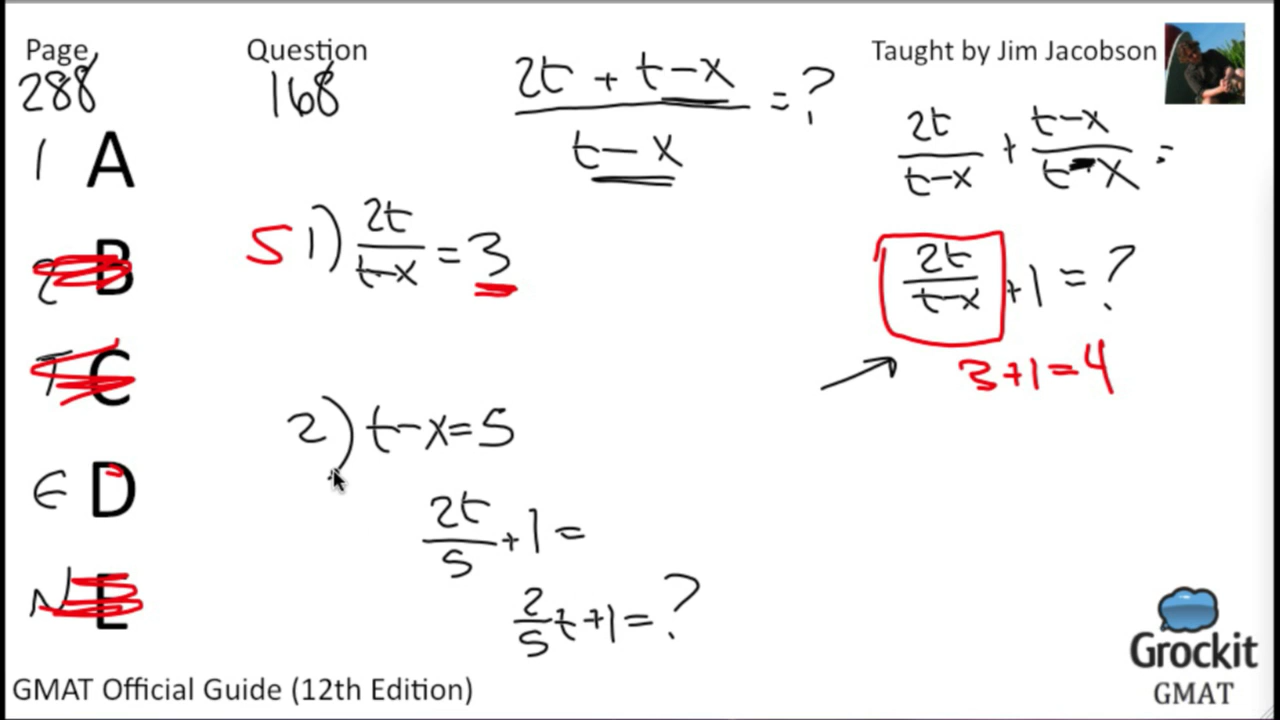 Page Question Taught by Jim Jacobson
288 168
2t + t-x / t-x = ?
2t/t-x + t-x/t-x =
1 A
S 1) 2t/t-x = 3
2 B
2t/t-x + 1 = ?
3+1=4
T C
2) t-x=5
E D
2t/5 + 1 =
N E
2/5 t + 1 = ?
Grockit
GMAT
GMAT Official Guide (12th Edition)